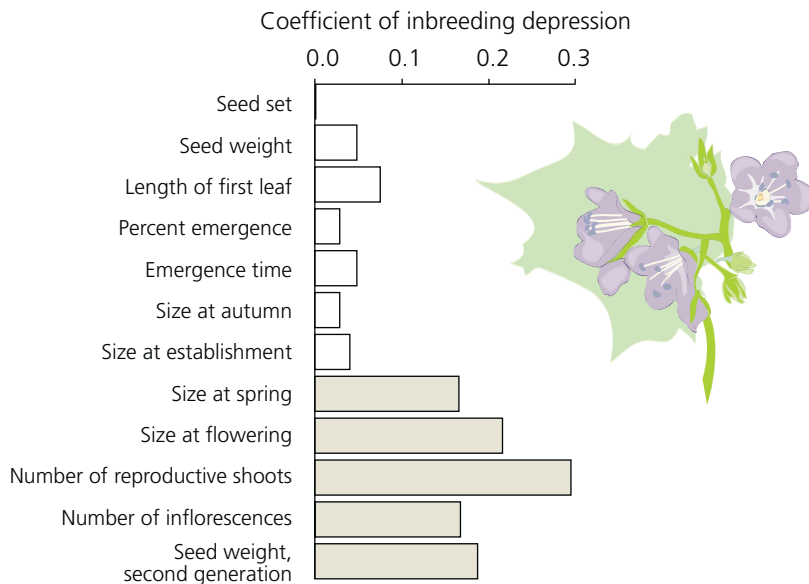 Coefficient of inbreeding depression
0.0 0.1 0.2 0.3
Seed set
Seed weight
Length of first leaf
Percent emergence
Emergence time
Size at autumn
Size at establishment
Size at spring
Size at flowering
Number of reproductive shoots
Number of inflorescences
Seed weight,
second generation